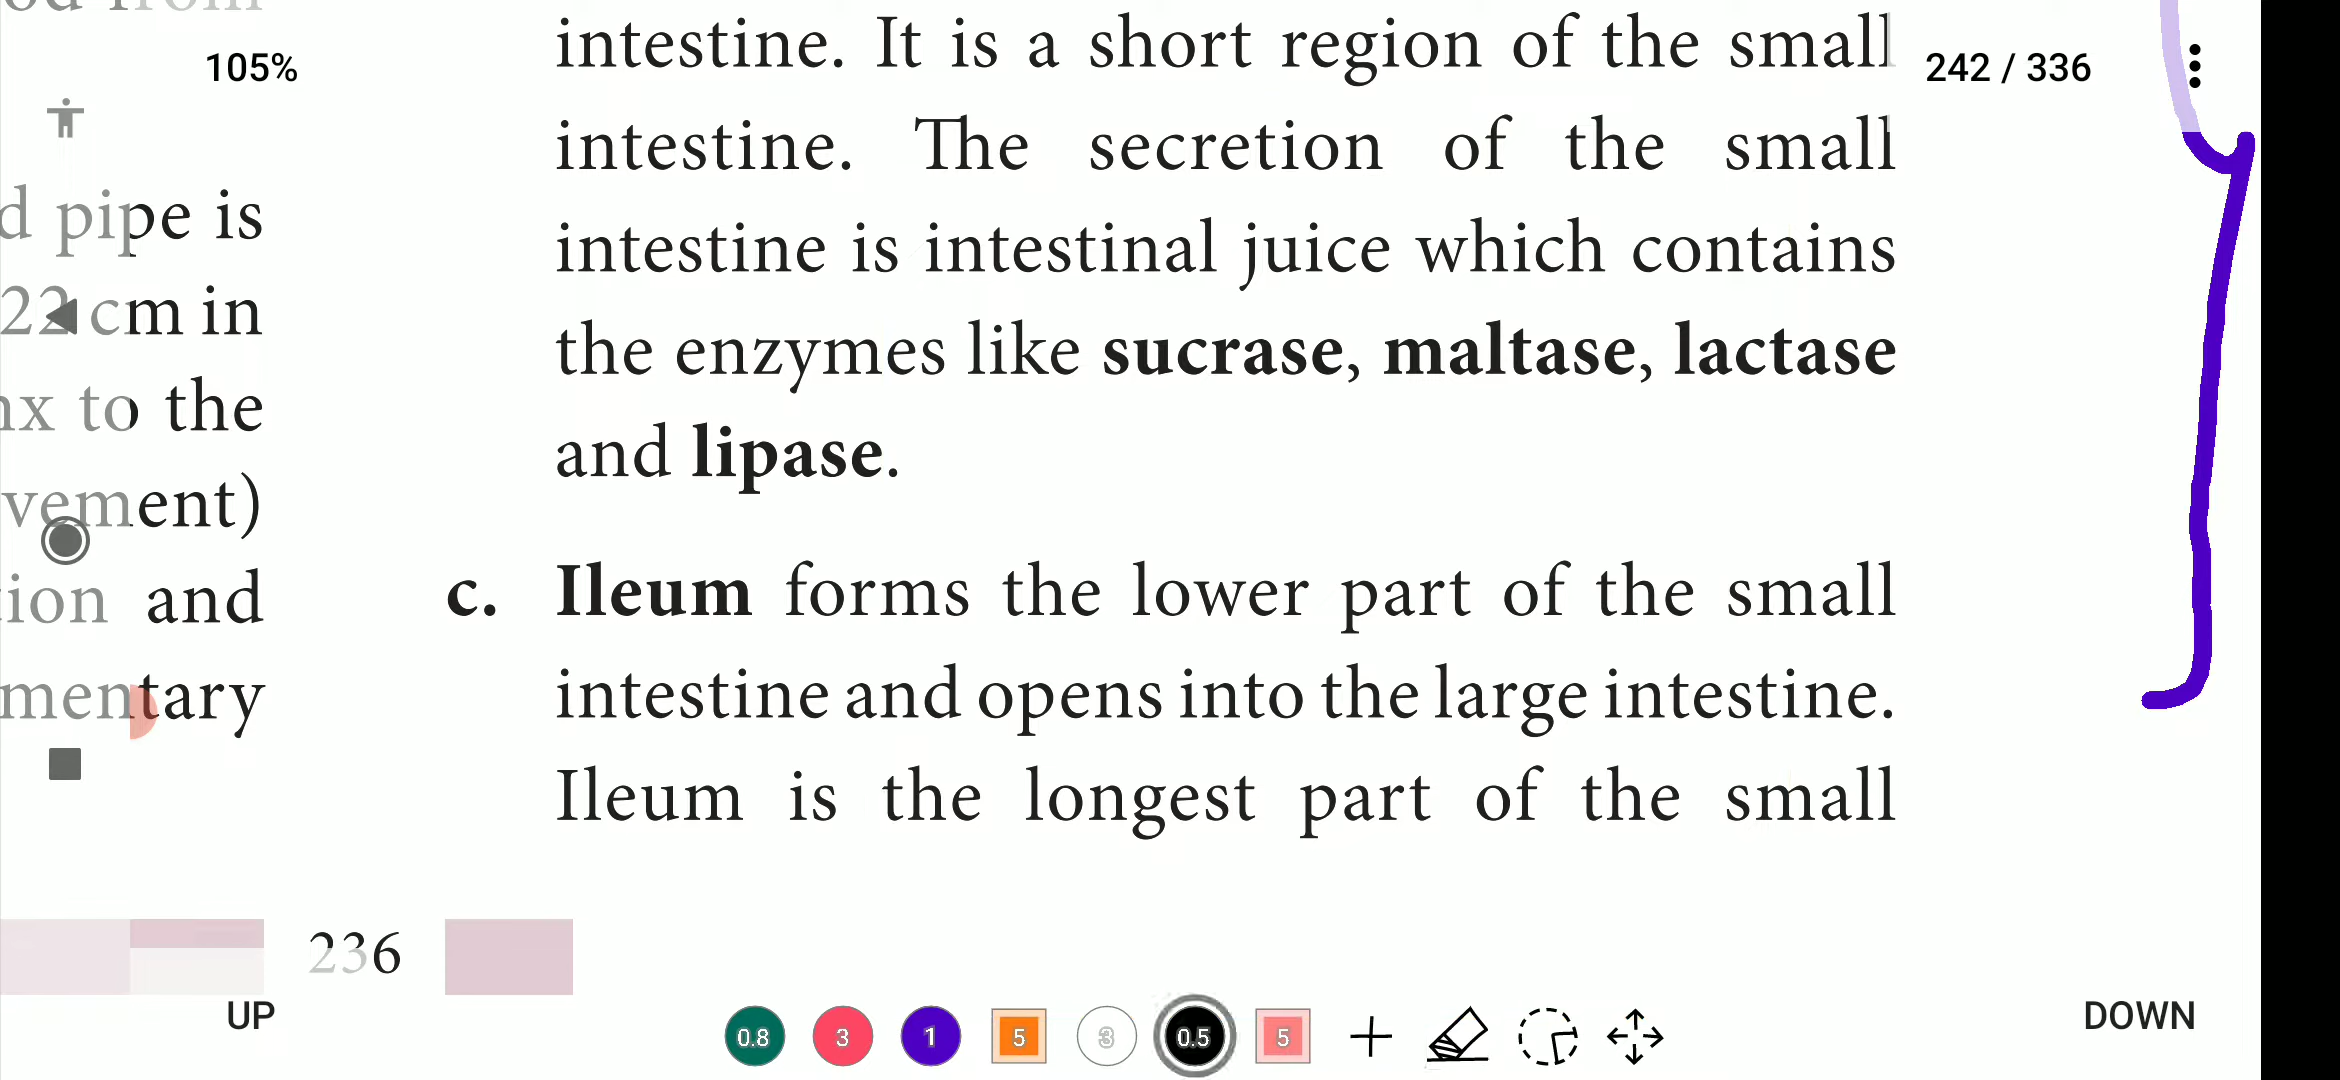 105%
242 / 336
pipe is
22 cm in
to the
and
intestine. It is a short region of the small
intestine. The secretion of the small
intestine is intestinal juice which contains
the enzymes like sucrase, maltase, lactase
and lipase.
c. Ileum forms the lower part of the small
intestine and opens into the large intestine.
Ileum is the longest part of the small
236
UP
DOWN
0.8
3
1
5
3
0.5
5